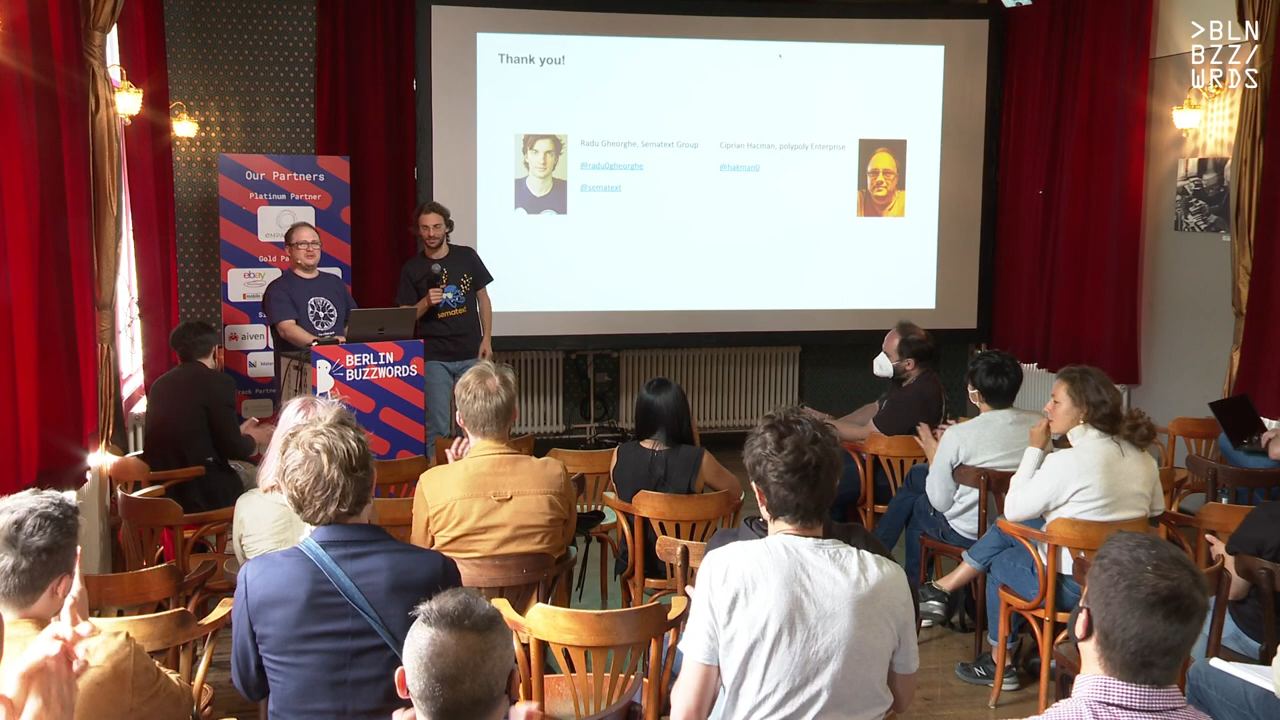 >BLN
BZZ/
WRDS
Thank you!
Radu Gheorghe, Sematext Group
@radu0gheorghe
@sematext
Ciprian Hacman, polypoly Enterprise
@hakman0
Our Partners
Platinum Partner
Gold Pa
ebay
aiven
sematext
BERLIN
BUZZWORDS